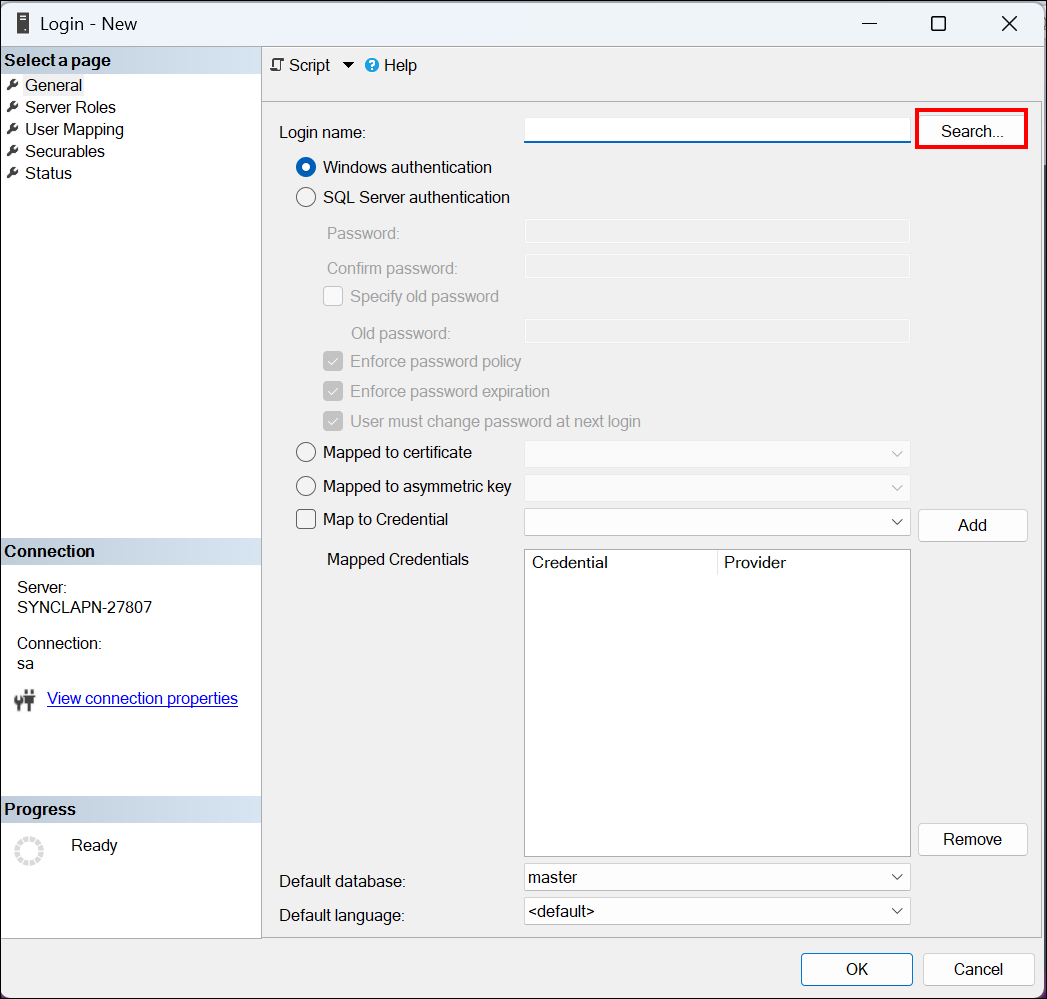 Login - New
Select a page
General
Server Roles
User Mapping
Securables
Status
Connection
Server:
SYNCLAPN-27807
Connection:
sa
View connection properties
Progress
Ready
Script
Help
Login name:
Search...
Windows authentication
SQL Server authentication
Password:
Confirm password:
Specify old password
Old password:
Enforce password policy
Enforce password expiration
User must change password at next login
Mapped to certificate
Mapped to asymmetric key
Map to Credential
Add
Mapped Credentials
Credential Provider
Remove
Default database: master
Default language: <default>
OK Cancel